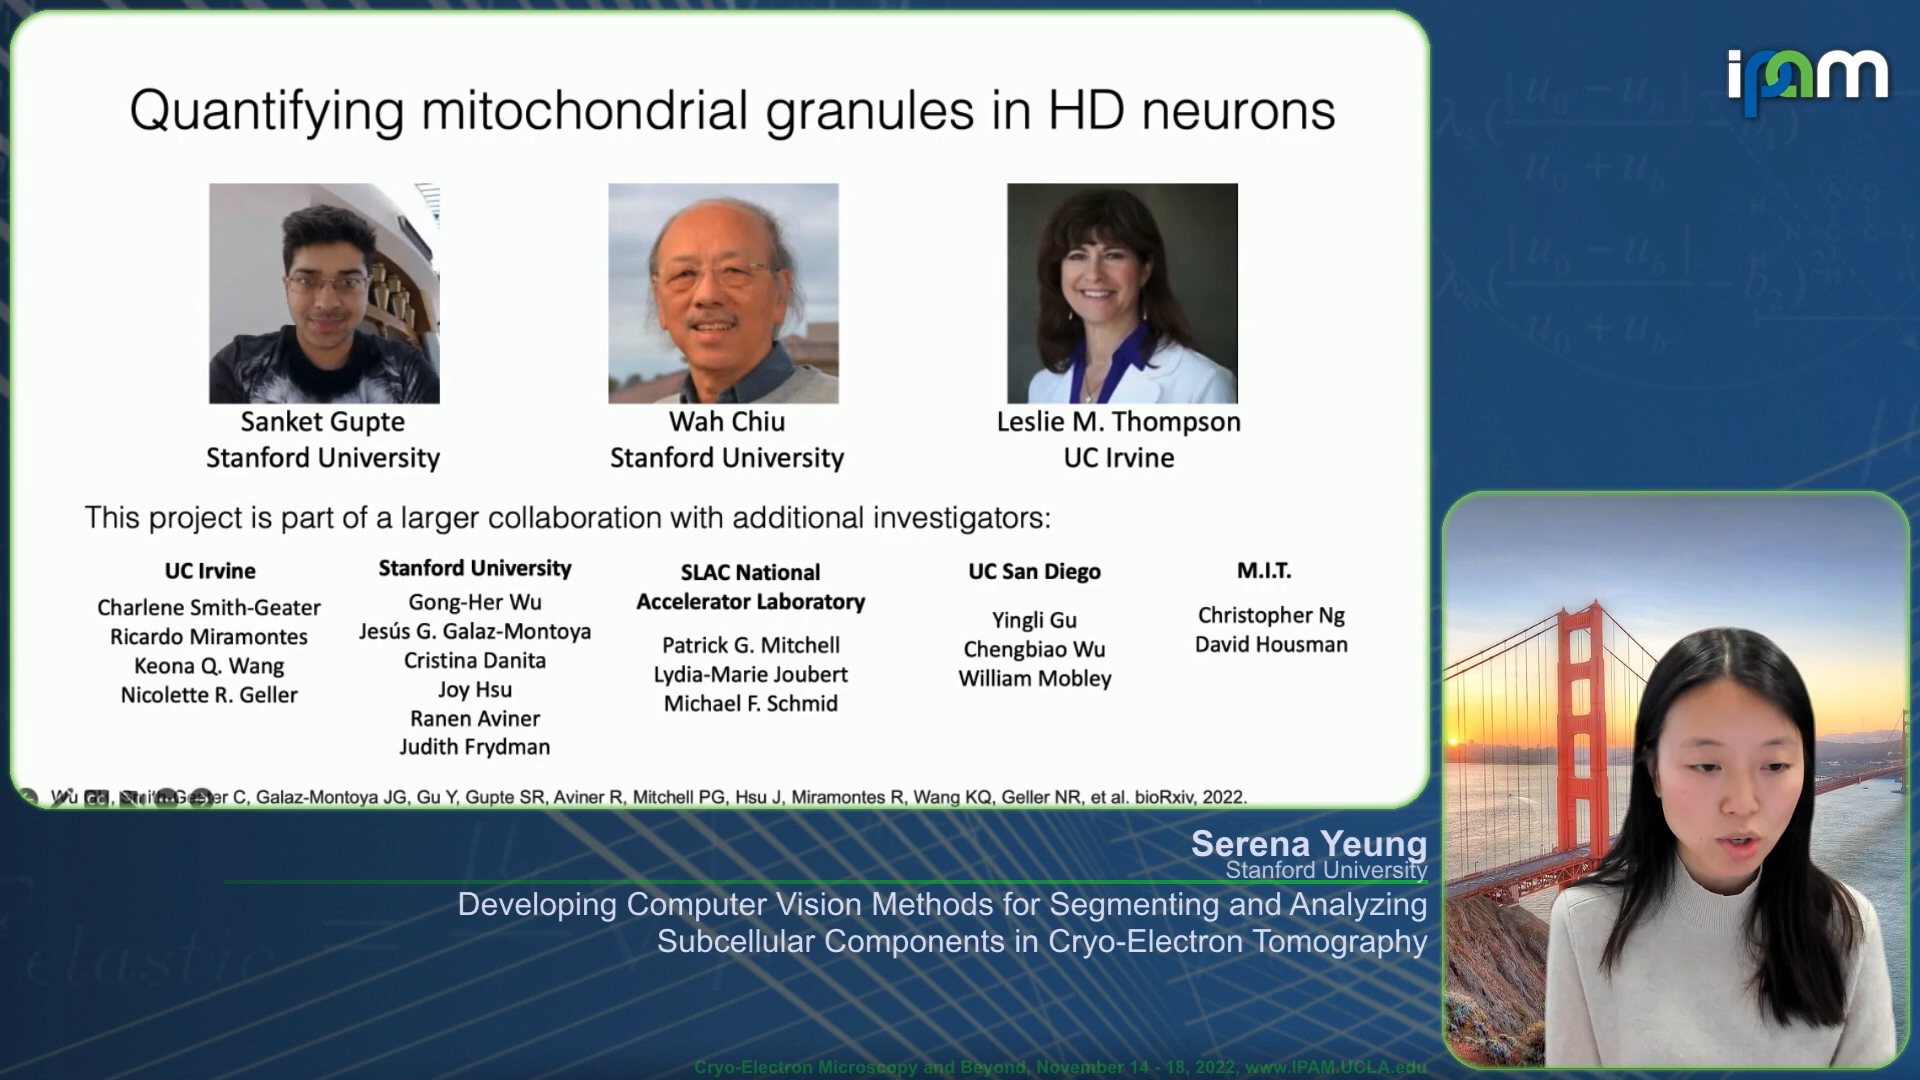 Quantifying mitochondrial granules in HD neurons
ipam
Sanket Gupte
Stanford University
Wah Chiu
Stanford University
Leslie M. Thompson
UC Irvine
This project is part of a larger collaboration with additional investigators:
UC Irvine
Charlene Smith-Geater
Ricardo Miramontes
Keona Q. Wang
Nicolette R. Geller
Stanford University
Gong-Her Wu
Jesús G. Galaz-Montoya
Cristina Danita
Joy Hsu
Ranen Aviner
Judith Frydman
SLAC National
Accelerator Laboratory
Patrick G. Mitchell
Lydia-Marie Joubert
Michael F. Schmid
UC San Diego
Yingli Gu
Chengbiao Wu
William Mobley
M.I.T.
Christopher Ng
David Housman
Wu Smith-Geater C, Galaz-Montoya JG, Gu Y, Gupte SR, Aviner R, Mitchell PG, Hsu J, Miramontes R, Wang KQ, Geller NR, et al. bioRxiv, 2022.
Serena Yeung
Stanford University
Developing Computer Vision Methods for Segmenting and Analyzing
Subcellular Components in Cryo-Electron Tomography
elastic
Cryo-Electron Microscopy and Beyond, November 14 - 18, 2022, www.IPAM.UCLA.edu